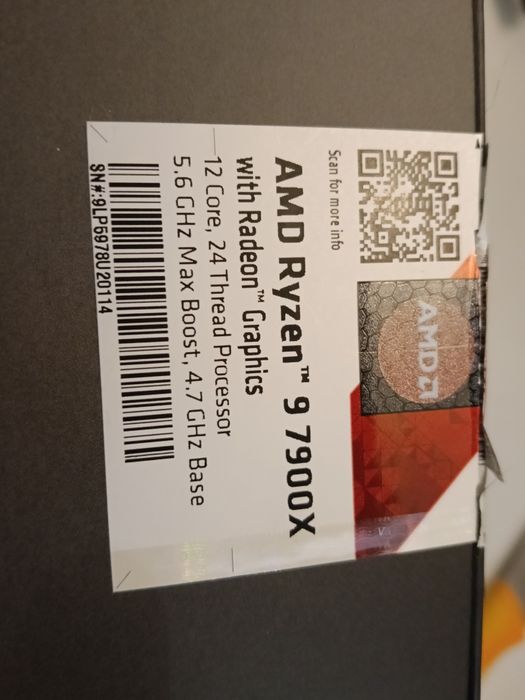 Scan for more info
AMD
AMD Ryzen™ 9 7900X
with Radeon™ Graphics
12 Core, 24 Thread Processor
5.6 GHz Max Boost, 4.7 GHz Base
SN#:9LP6978U20114